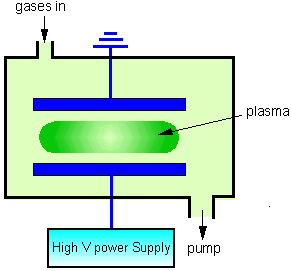 gases in
plasma
High V power Supply
pump